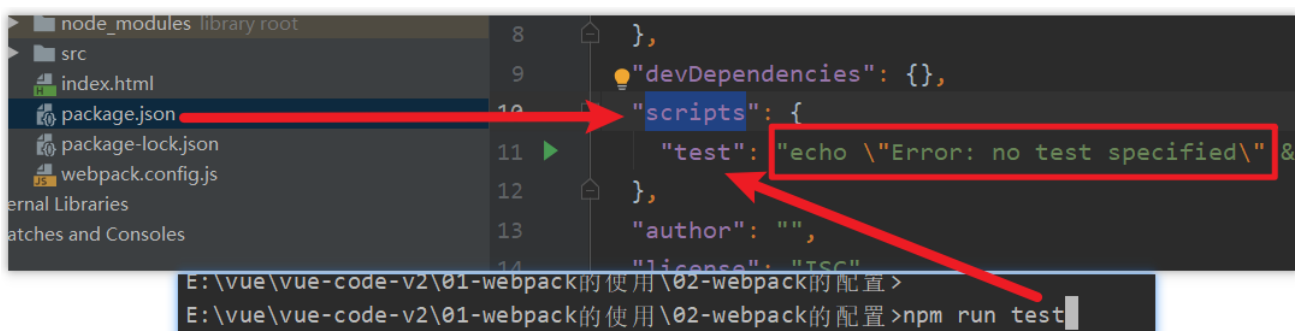 node_modules library root
src
index.html
package.json
package-lock.json
webpack.config.js
ernal Libraries
atches and Consoles
8 },
9 "devDependencies": {},
10 "scripts": {
11 "test": "echo \"Error: no test specified\" &
12 },
13 "author": "",
14 "license": "ISC"
E:\vue\vue-code-v2\01-webpack的使用\02-webpack的配置>
E:\vue\vue-code-v2\01-webpack的使用\02-webpack的配置>npm run test